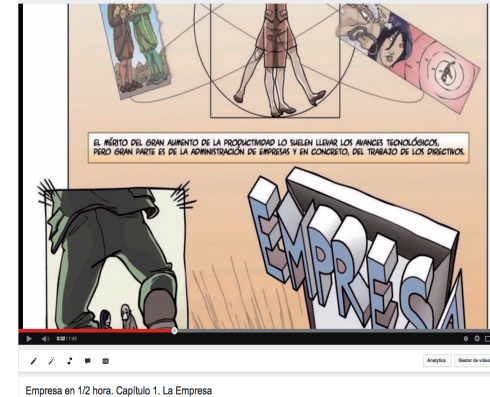 EL MÉRITO DEL GRAN AUMENTO DE LA PRODUCTIVIDAD LO SUELEN LLEVAR LOS AVANCES TECNOLÓGICOS,
PERO GRAN PARTE ES DE LA ADMINISTRACIÓN DE EMPRESAS Y EN CONCRETO, DEL TRABAJO DE LOS DIRECTIVOS.
EMPRESA
0:32 / 1:43
Analytics Gestor de vídeo
Empresa en 1/2 hora. Capítulo 1. La Empresa